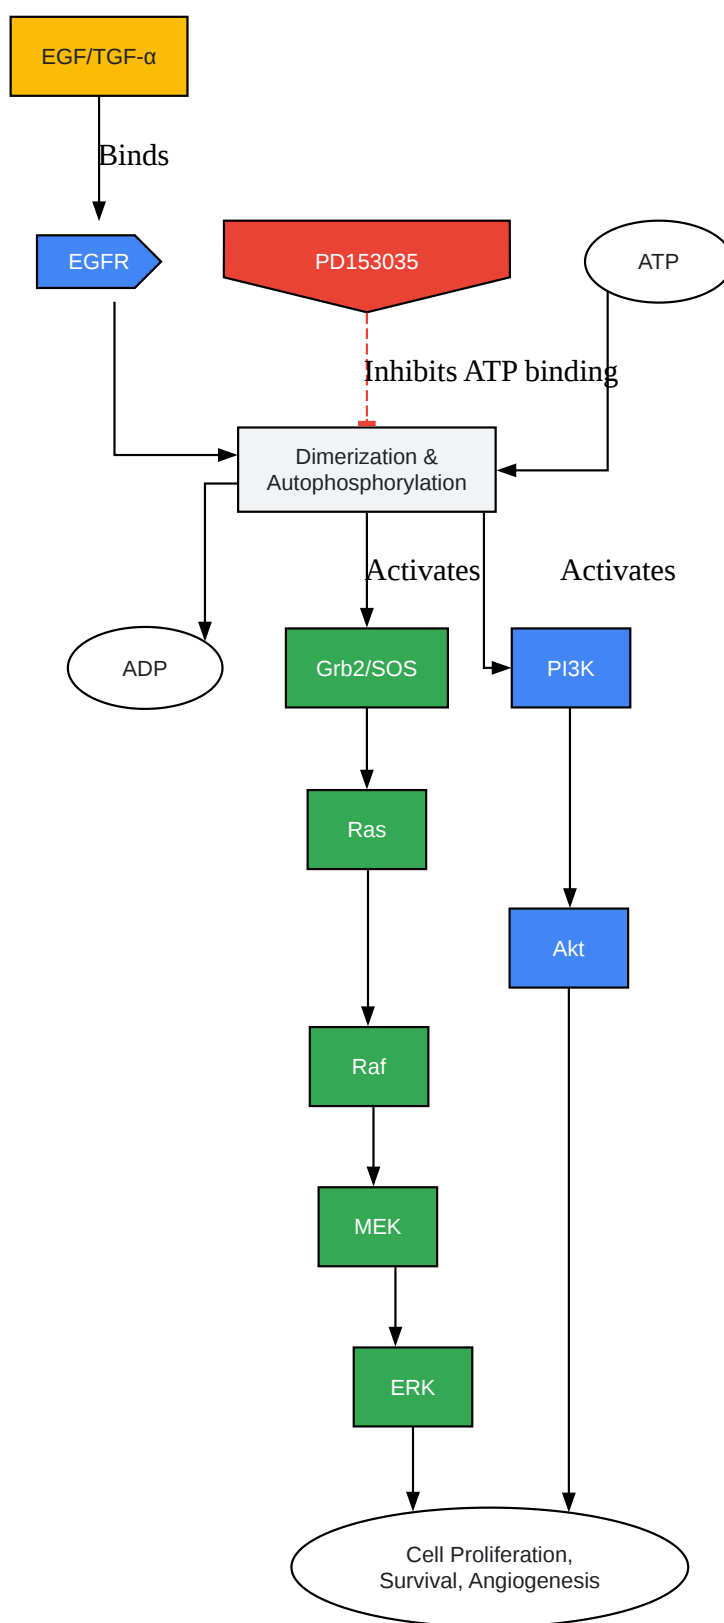 EGF/TGF-α
Binds
EGFR
PD153035
ATP
Inhibits ATP binding
Dimerization &
Autophosphorylation
Activates
Activates
ADP
Grb2/SOS
PI3K
Ras
Akt
Raf
MEK
ERK
Cell Proliferation,
Survival, Angiogenesis